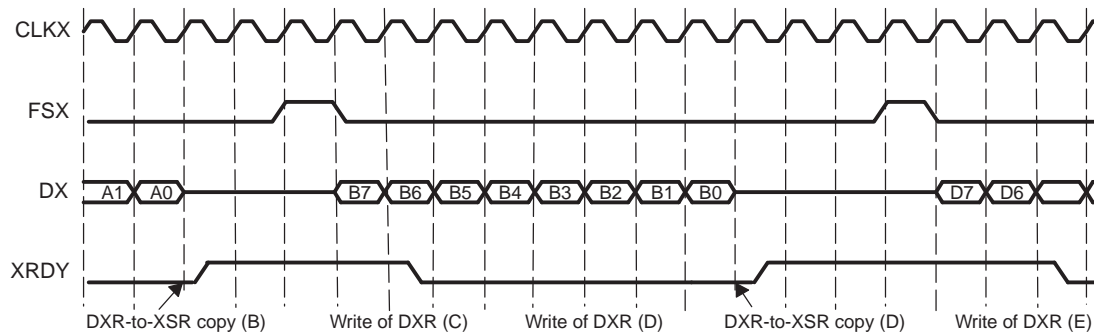 CLKX
FSX
DX A1 A0 B7 B6 B5 B4 B3 B2 B1 B0 D7 D6
XRDY
DXR-to-XSR copy (B) Write of DXR (C) Write of DXR (D) DXR-to-XSR copy (D) Write of DXR (E)